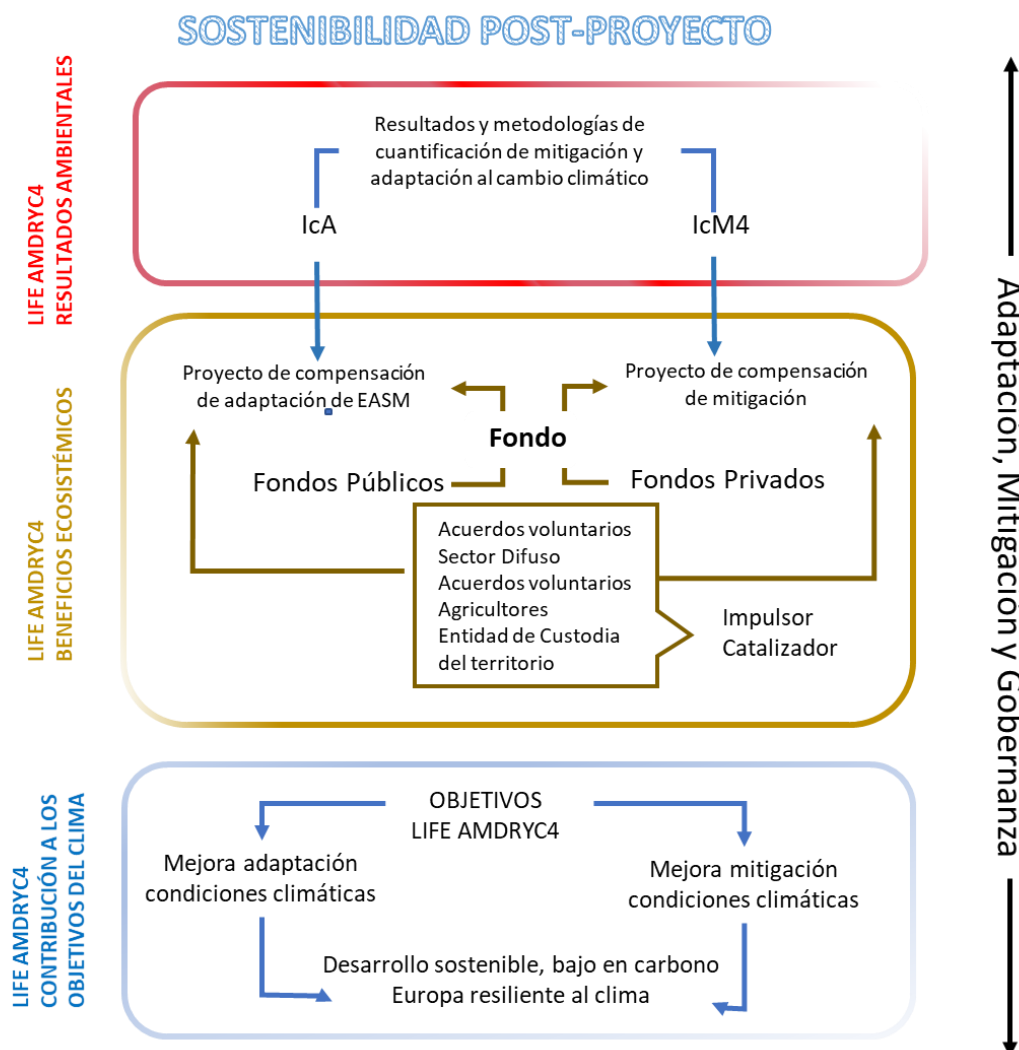 SOSTENIBILIDAD POST-PROYECTO
LIFE AMDRYC4
RESULTADOS AMBIENTALES
Resultados y metodologías de
cuantificación de mitigación y
adaptación al cambio climático
IcA
IcM4
LIFE AMDRYC4
BENEFICIOS ECOSISTÉMICOS
Proyecto de compensación
de adaptación de EASM
Proyecto de compensación
de mitigación
Fondo
Fondos Públicos
Fondos Privados
Acuerdos voluntarios
Sector Difuso
Acuerdos voluntarios
Agricultores
Entidad de Custodia
del territorio
Impulsor
Catalizador
LIFE AMDRYC4
CONTRIBUCIÓN A LOS
OBJETIVOS DEL CLIMA
OBJETIVOS
LIFE AMDRYC4
Mejora adaptación
condiciones climáticas
Mejora mitigación
condiciones climáticas
Desarrollo sostenible, bajo en carbono
Europa resiliente al clima
Adaptación, Mitigación y Gobernanza